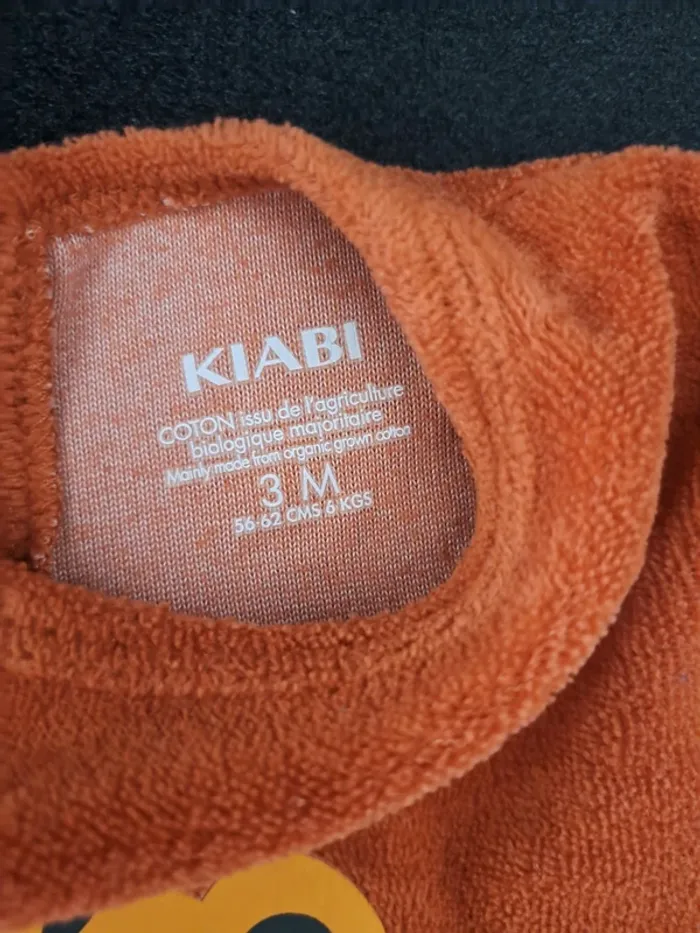 KIABI
COTON issu de l'agriculture
biologique majoritaire
Mainly made from organic grown cotton
3 M
56-62 CMS 6 KGS